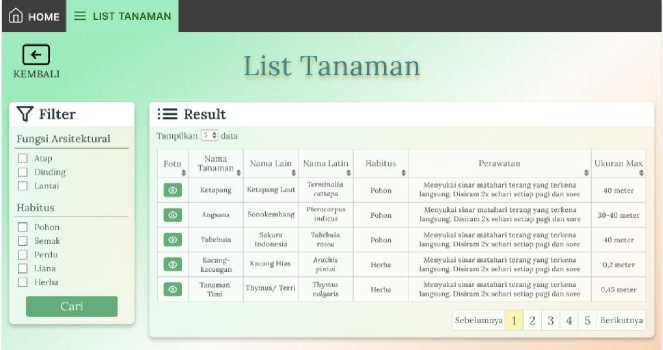 HOME
LIST TANAMAN
KEMBALI
List Tanaman
Filter
Fungsi Arsitektural
Atap
Dinding
Lantai
Habitus
Pohon
Semak
Perdu
Liana
Herba
Cari
Result
Tampilkan 5 data
Foto Nama Tanaman Nama Lain Nama Latin Habitus Perawatan Ukuran Max
Ketapang Ketapang Laut Terminalia catappa Pohon Menyukai sinar matahari terang yang terkena langsung. Disiram 2x sehari setiap pagi dan sore 40 meter
Angsana Sonokembang Pterocarpus indicus Pohon Menyukai sinar matahari terang yang terkena langsung. Disiram 2x sehari setiap pagi dan sore 30-40 meter
Tabebuia Sakura Indonesia Tabebuia rosea Pohon Menyukai sinar matahari terang yang terkena langsung. Disiram 2x sehari setiap pagi dan sore 40 meter
Kacang-kacangan Kacang Hias Arachis pintoi Herba Menyukai sinar matahari terang yang terkena langsung. Disiram 2x sehari setiap pagi dan sore 0,2 meter
Tanaman Timi Thymus/ Terri Thymus vulgaris Herba Menyukai sinar matahari terang yang terkena langsung. Disiram 2x sehari setiap pagi dan sore 0,45 meter
Sebelumnya 1 2 3 4 5 Berikutnya